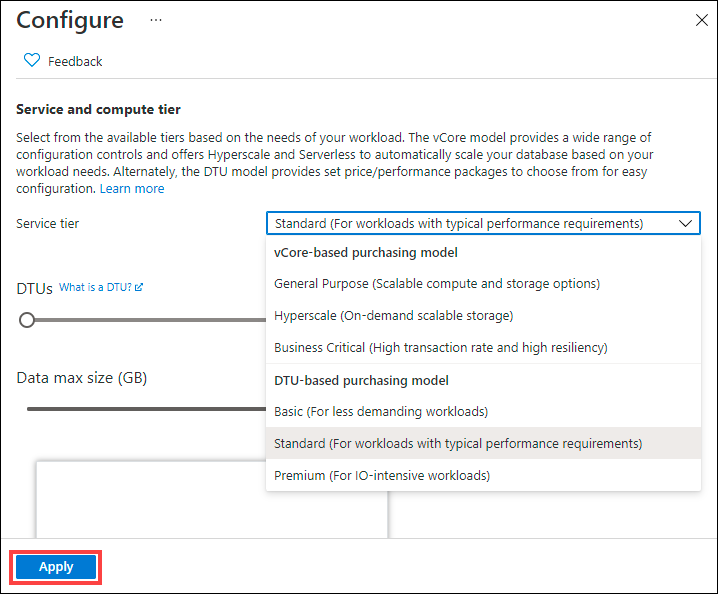 Configure ...
Feedback
Service and compute tier
Select from the available tiers based on the needs of your workload. The vCore model provides a wide range of
configuration controls and offers Hyperscale and Serverless to automatically scale your database based on your
workload needs. Alternately, the DTU model provides set price/performance packages to choose from for easy
configuration. Learn more
Service tier
Standard (For workloads with typical performance requirements)
vCore-based purchasing model
General Purpose (Scalable compute and storage options)
Hyperscale (On-demand scalable storage)
Business Critical (High transaction rate and high resiliency)
DTU-based purchasing model
Basic (For less demanding workloads)
Standard (For workloads with typical performance requirements)
Premium (For IO-intensive workloads)
DTUs What is a DTU?
Data max size (GB)
Apply